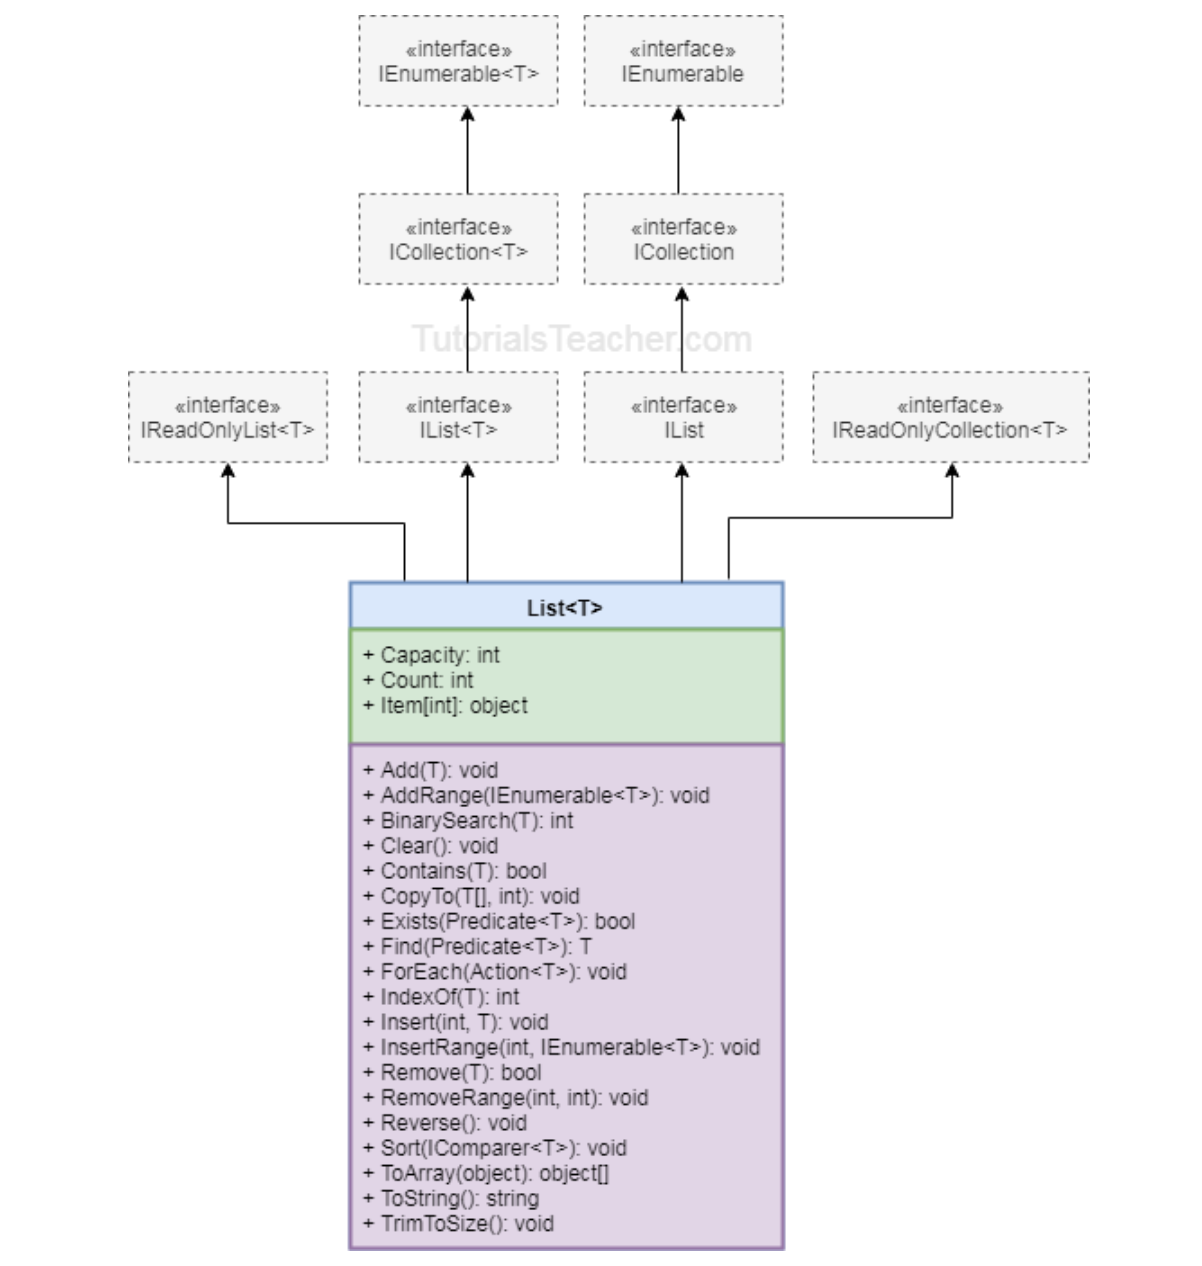 «interface»
IEnumerable<T>
«interface»
IEnumerable
«interface»
ICollection<T>
«interface»
ICollection
TutorialsTeacher.com
«interface»
IReadOnlyList<T>
«interface»
IList<T>
«interface»
IList
«interface»
IReadOnlyCollection<T>
List<T>
+ Capacity: int
+ Count: int
+ Item[int]: object
+ Add(T): void
+ AddRange(IEnumerable<T>): void
+ BinarySearch(T): int
+ Clear(): void
+ Contains(T): bool
+ CopyTo(T[], int): void
+ Exists(Predicate<T>): bool
+ Find(Predicate<T>): T
+ ForEach(Action<T>): void
+ IndexOf(T): int
+ Insert(int, T): void
+ InsertRange(int, IEnumerable<T>): void
+ Remove(T): bool
+ RemoveRange(int, int): void
+ Reverse(): void
+ Sort(IComparer<T>): void
+ ToArray(object): object[]
+ ToString(): string
+ TrimToSize(): void